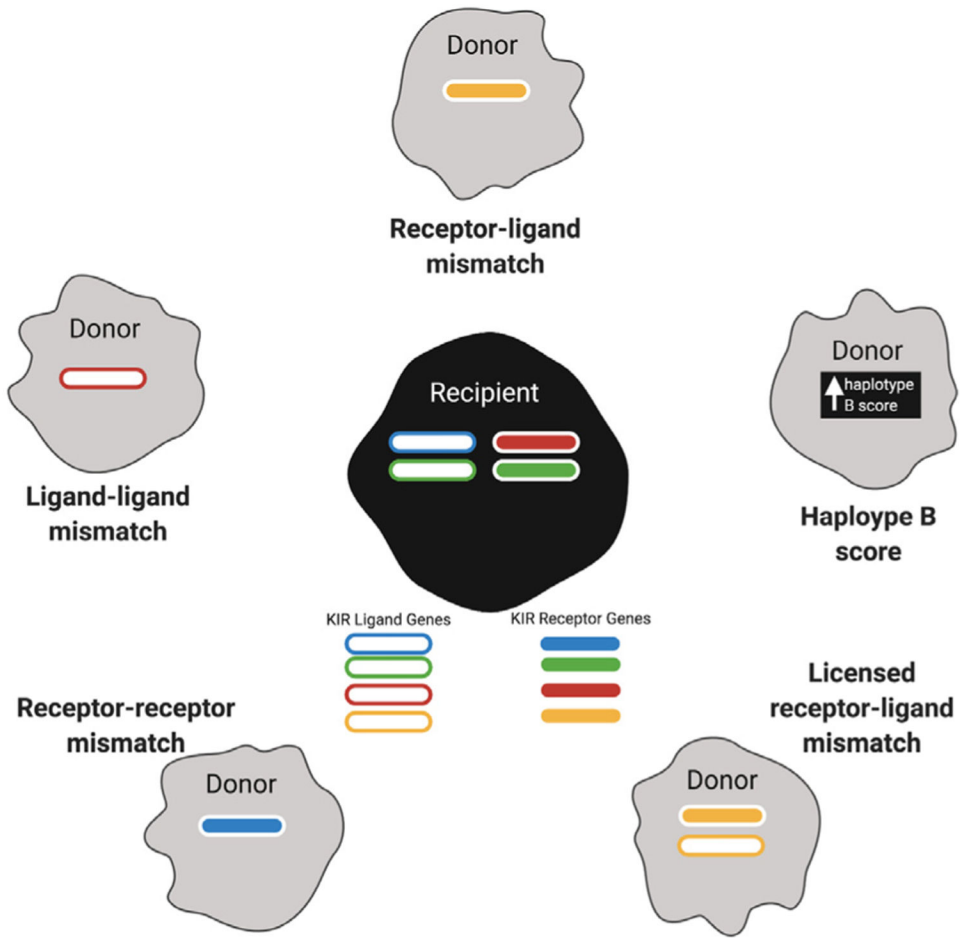 Donor
Receptor-ligand
mismatch
Donor
Ligand-ligand
mismatch
Recipient
Donor
haplotype
B score
Haploype B
score
KIR Ligand Genes
KIR Receptor Genes
Receptor-receptor
mismatch
Donor
Licensed
receptor-ligand
mismatch
Donor